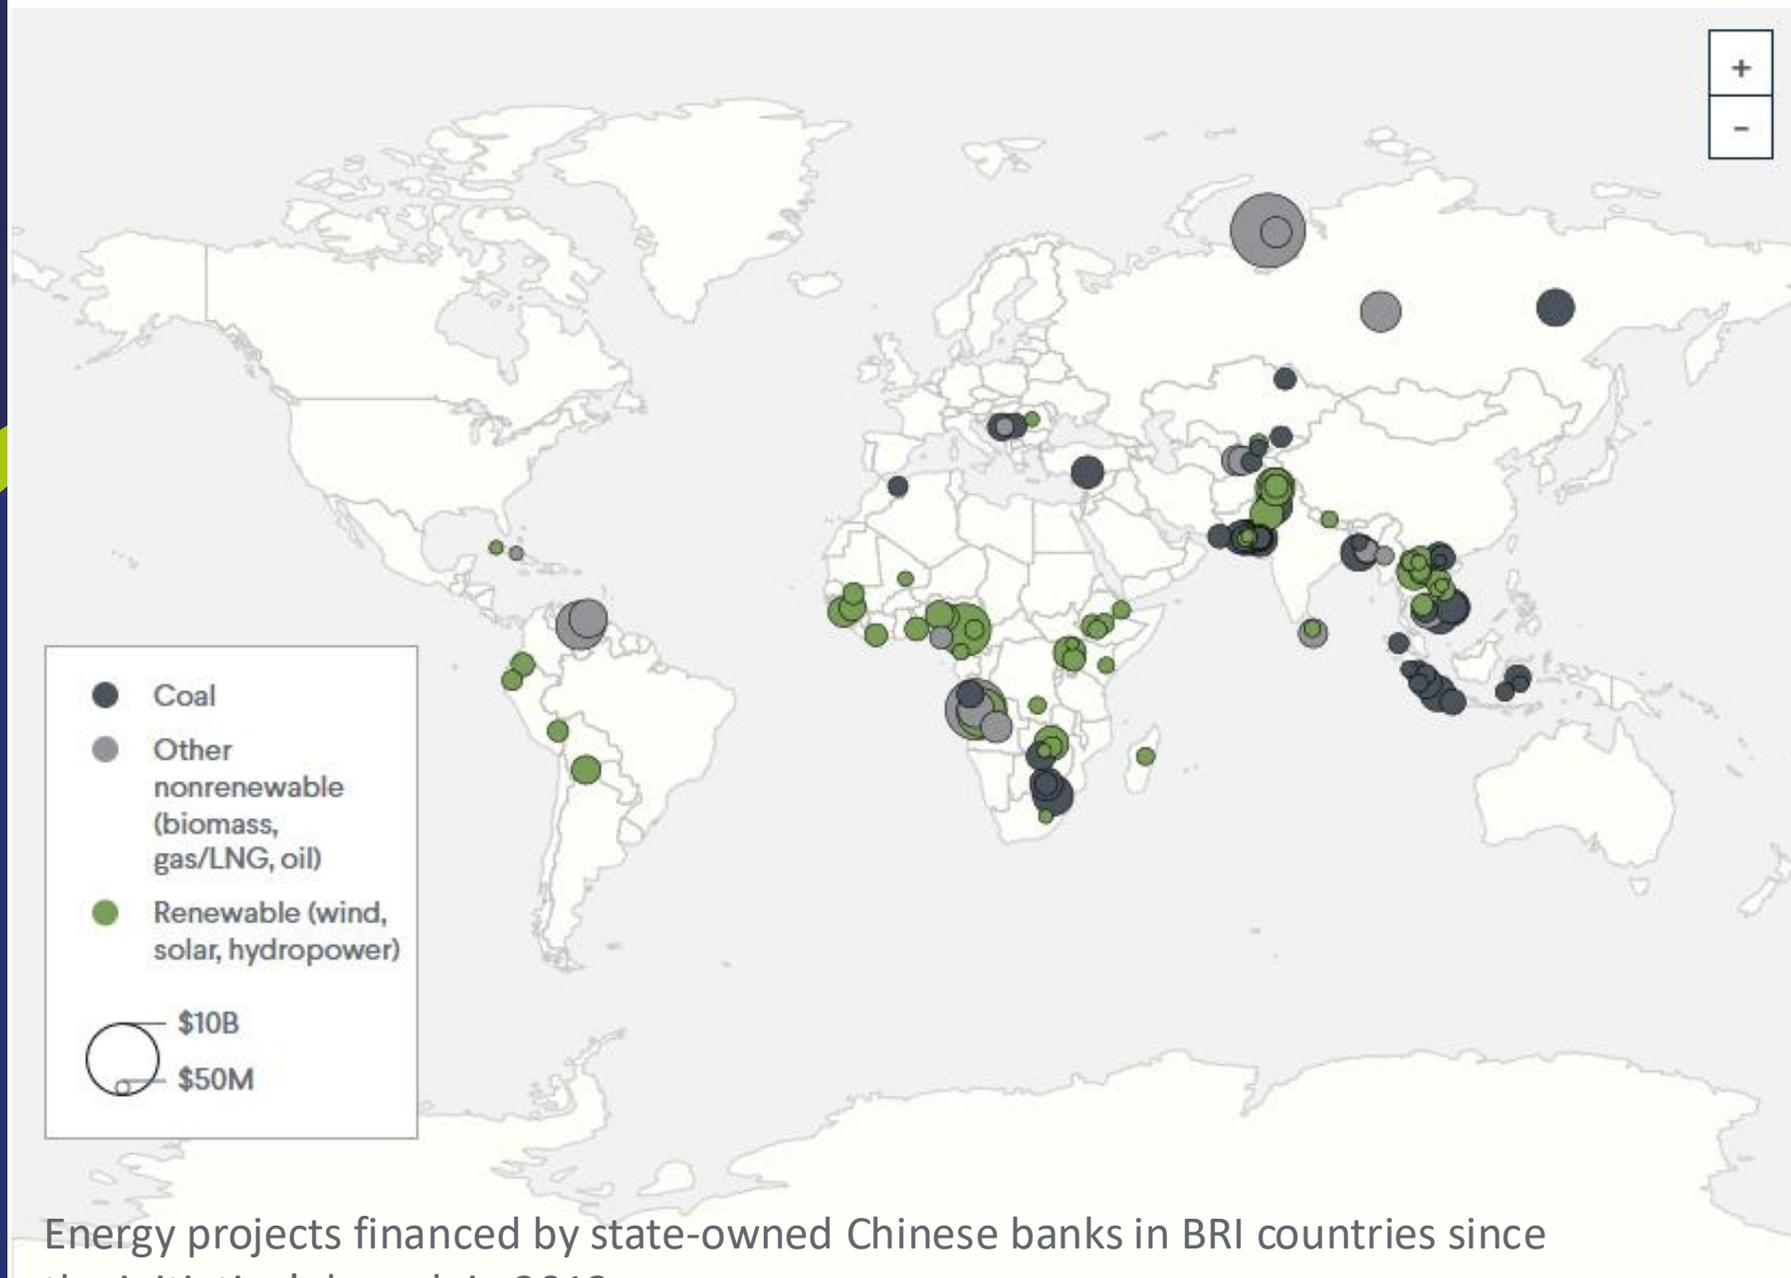 +
-
Coal
Other
nonrenewable
(biomass,
gas/LNG, oil)
Renewable (wind,
solar, hydropower)
$10B
$50M
Energy projects financed by state-owned Chinese banks in BRI countries since